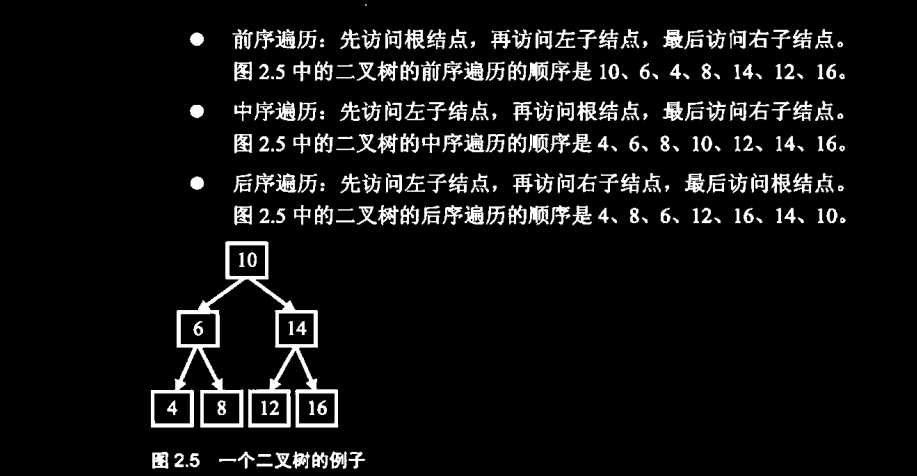 ● 前序遍历：先访问根结点，再访问左子结点，最后访问右子结点。
图 2.5 中的二叉树的前序遍历的顺序是 10、6、4、8、14、12、16。
● 中序遍历：先访问左子结点，再访问根结点，最后访问右子结点。
图 2.5 中的二叉树的中序遍历的顺序是 4、6、8、10、12、14、16。
● 后序遍历：先访问左子结点，再访问右子结点，最后访问根结点。
图 2.5 中的二叉树的后序遍历的顺序是 4、8、6、12、16、14、10。
10
6 14
4 8 12 16
图 2.5 一个二叉树的例子